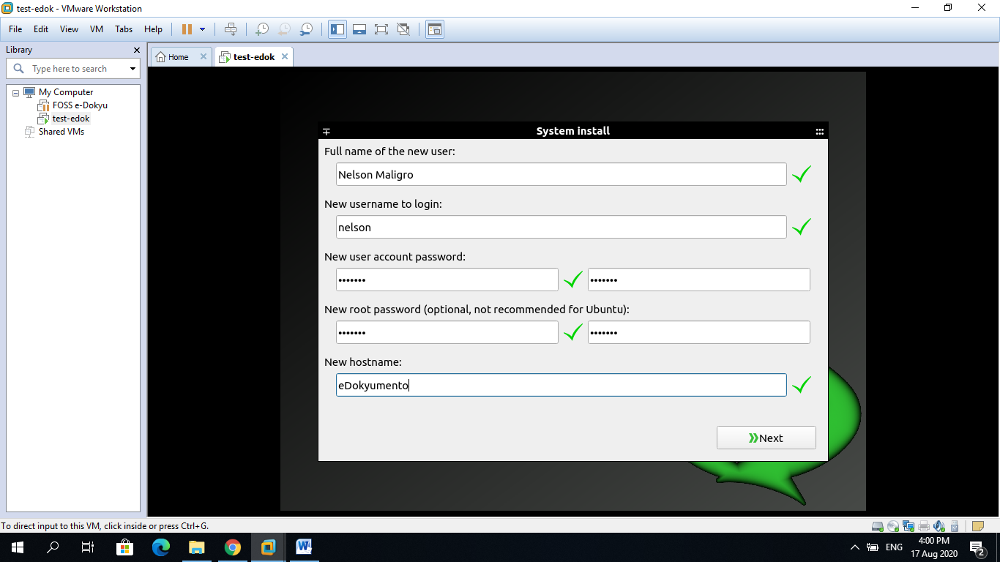 test-edok - VMware Workstation
File Edit View VM Tabs Help
Library
Type here to search
My Computer
FOSS e-Dokyu
test-edok
Shared VMs
Home
test-edok
System install
Full name of the new user:
Nelson Maligro
New username to login:
nelson
New user account password:
••••••• •••••••
New root password (optional, not recommended for Ubuntu):
••••••• •••••••
New hostname:
eDokyumento
Next
To direct input to this VM, click inside or press Ctrl+G.
ENG
4:00 PM
17 Aug 2020
2